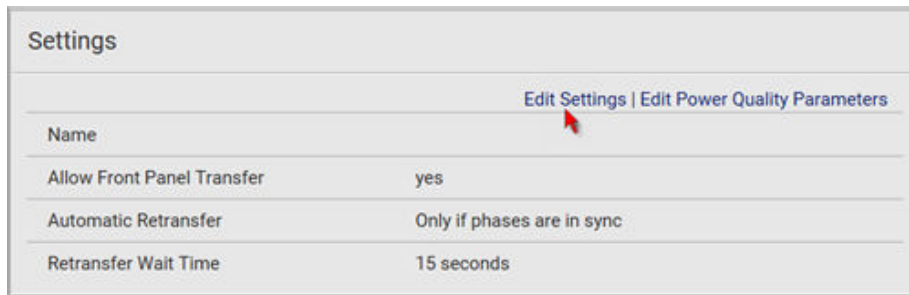 Settings
Edit Settings | Edit Power Quality Parameters
Name
Allow Front Panel Transfer yes
Automatic Retransfer Only if phases are in sync
Retransfer Wait Time 15 seconds